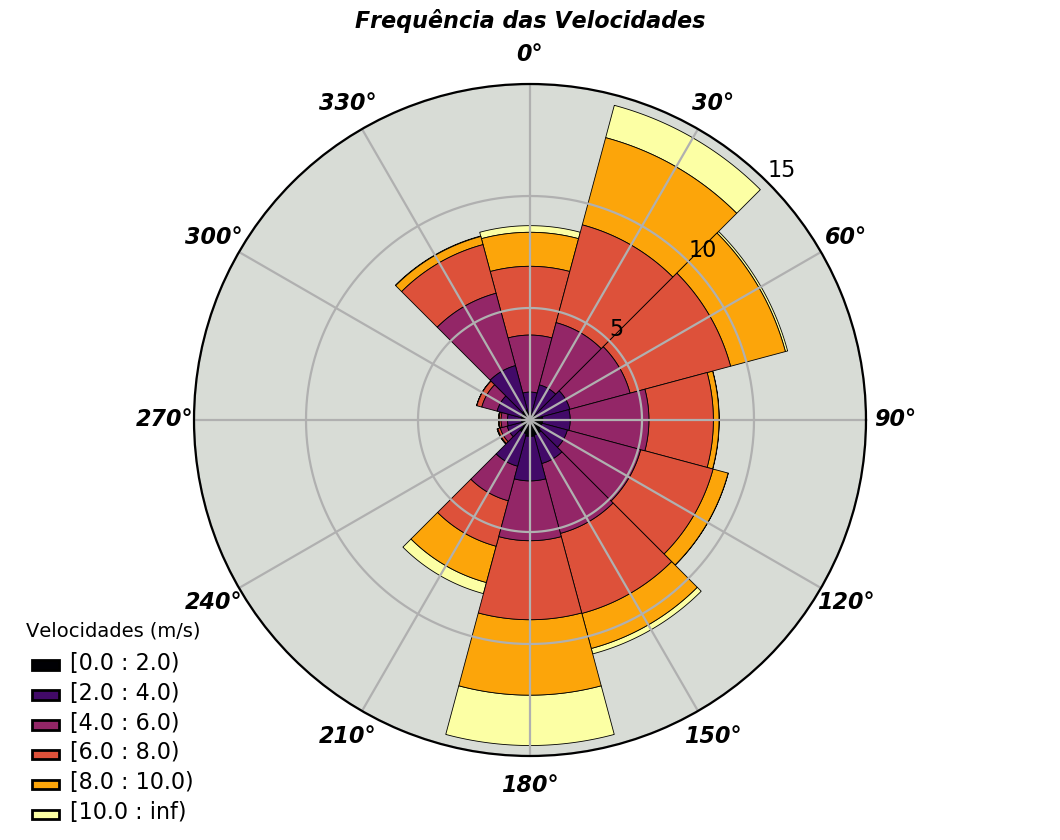 Frequência das Velocidades
0°
330°
30°
15
300°
60°
10
5
270°
90°
240°
120°
210°
150°
180°
Velocidades (m/s)
[0.0 : 2.0)
[2.0 : 4.0)
[4.0 : 6.0)
[6.0 : 8.0)
[8.0 : 10.0)
[10.0 : inf)